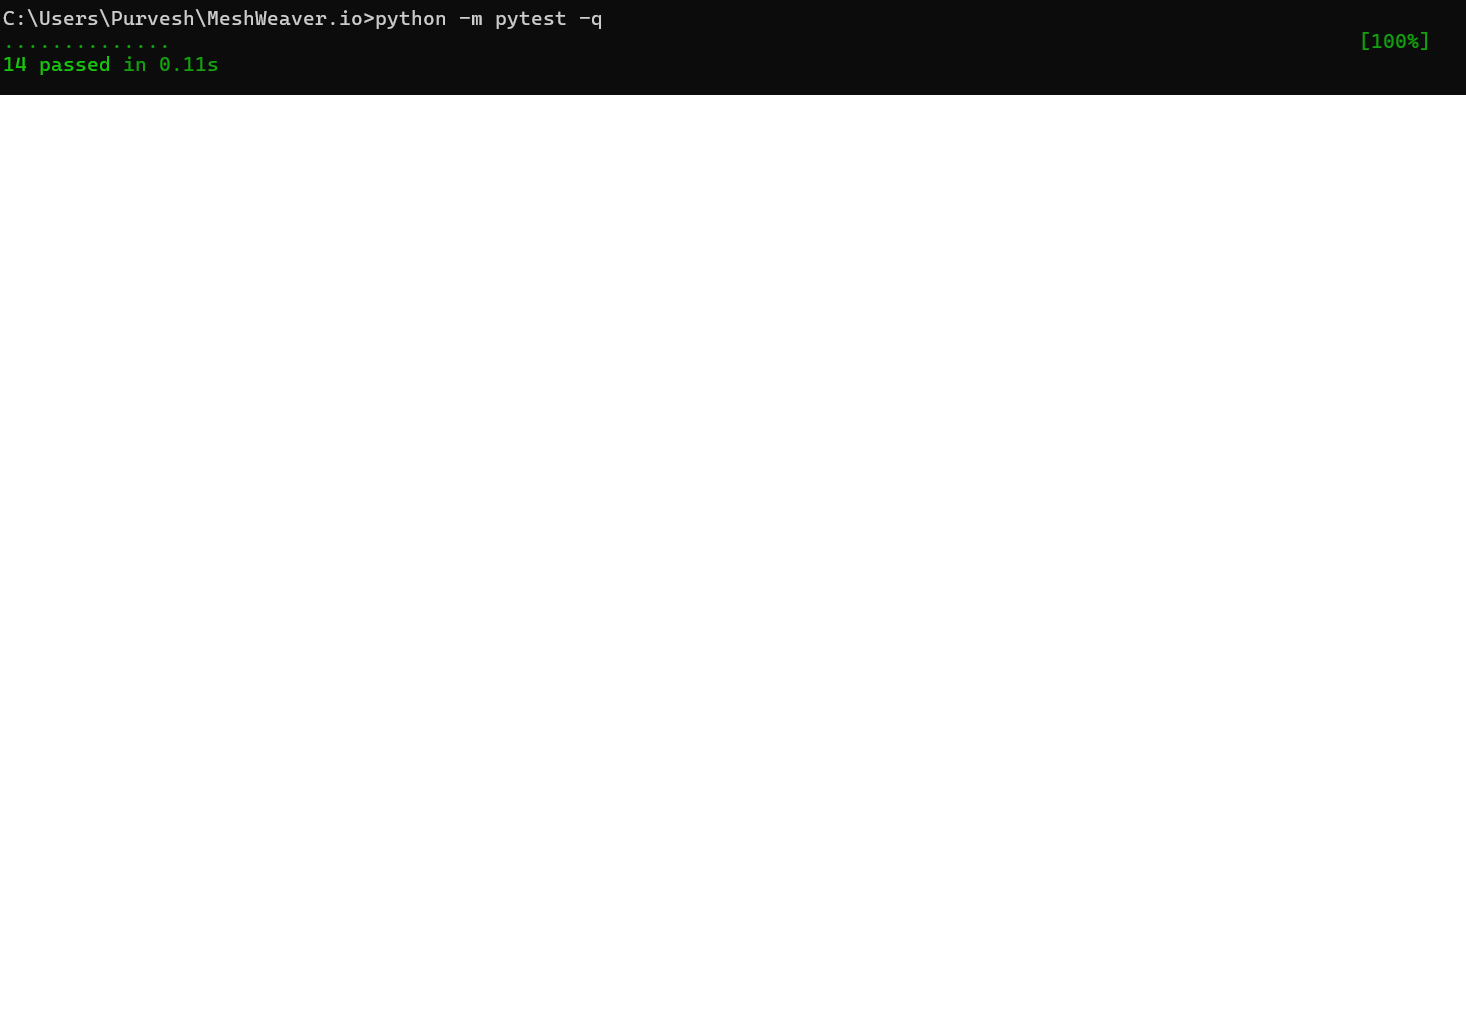 C:\Users\Purvesh\MeshWeaver.io>python -m pytest -q
.............. [100%]
14 passed in 0.11s